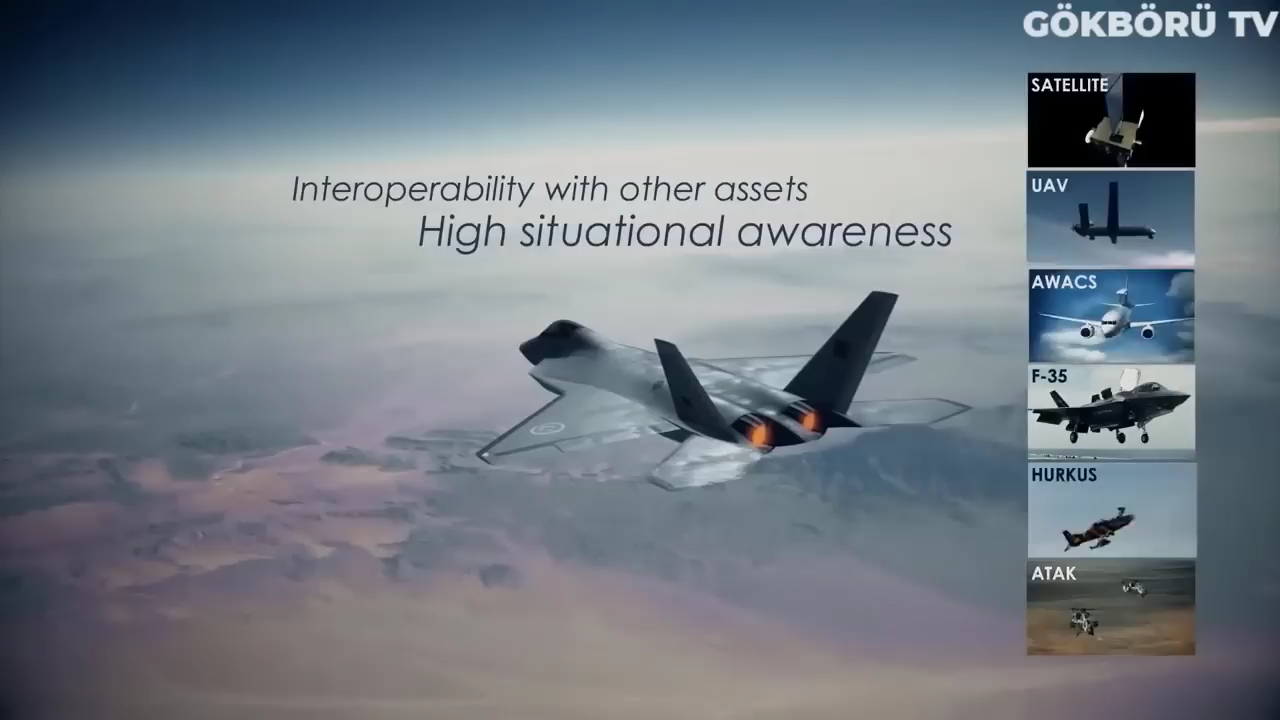 GÖKBÖRÜ TV
Interoperability with other assets
High situational awareness
SATELLITE
UAV
AWACS
F-35
HURKUS
ATAK